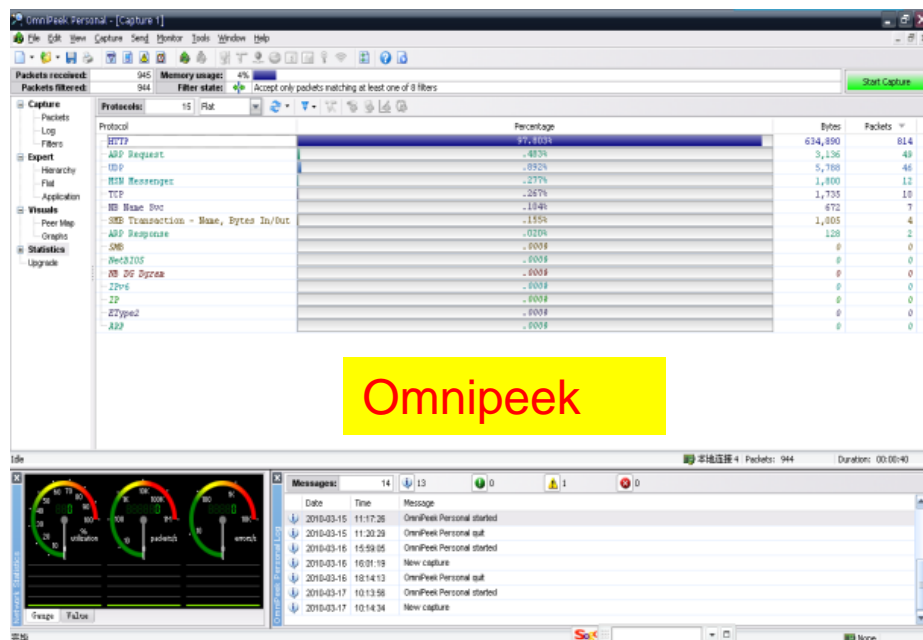 OmniPeek Personal - [Capture 1]
File Edit View Capture Send Monitor Tools Window Help
Packets received: 945 Memory usage: 4%
Packets filtered: 944 Filter state: Accept only packets matching at least one of 8 filters
Start Capture
Capture
Packets
Log
Filters
Expert
Hierarchy
Flat
Application
Visuals
Peer Map
Graphs
Statistics
Upgrade
Protocols: 15 Flat
Protocol Percentage Bytes Packets
HTTP 97.803% 634,890 814
ARP Request .483% 3,136 49
UDP .892% 5,788 46
MSN Messenger .277% 1,800 12
TCP .267% 1,735 10
NB Name Svc .104% 672 7
SMB Transaction - Name, Bytes In/Out .155% 1,005 4
ARP Response .020% 128 2
SMB .000% 0 0
NetBIOS .000% 0 0
NB DG Dgram .000% 0 0
IPv6 .000% 0 0
IP .000% 0 0
EType2 .000% 0 0
ARP .000% 0 0
Omnipeek
Idle 本地连接 4 Packets: 944 Duration: 00:00:40
Network Statistics
% utilization
packets/s
errors/s
Gauge Value
OmniPeek Personal Log
Messages: 14 13 0 1 0
Date Time Message
2010-03-15 11:17:26 OmniPeek Personal started
2010-03-15 11:20:29 OmniPeek Personal quit
2010-03-16 15:59:05 OmniPeek Personal started
2010-03-16 16:01:19 New capture
2010-03-16 18:14:13 OmniPeek Personal quit
2010-03-17 10:13:56 OmniPeek Personal started
2010-03-17 10:14:34 New capture
None